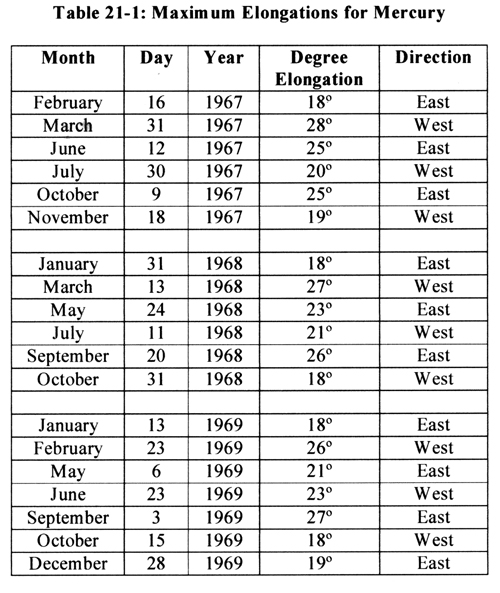 Table 21-1: Maximum Elongations for Mercury
Month Day Year Degree Elongation Direction
February 16 1967 18° East
March 31 1967 28° West
June 12 1967 25° East
July 30 1967 20° West
October 9 1967 25° East
November 18 1967 19° West
January 31 1968 18° East
March 13 1968 27° West
May 24 1968 23° East
July 11 1968 21° West
September 20 1968 26° East
October 31 1968 18° West
January 13 1969 18° East
February 23 1969 26° West
May 6 1969 21° East
June 23 1969 23° West
September 3 1969 27° East
October 15 1969 18° West
December 28 1969 19° East